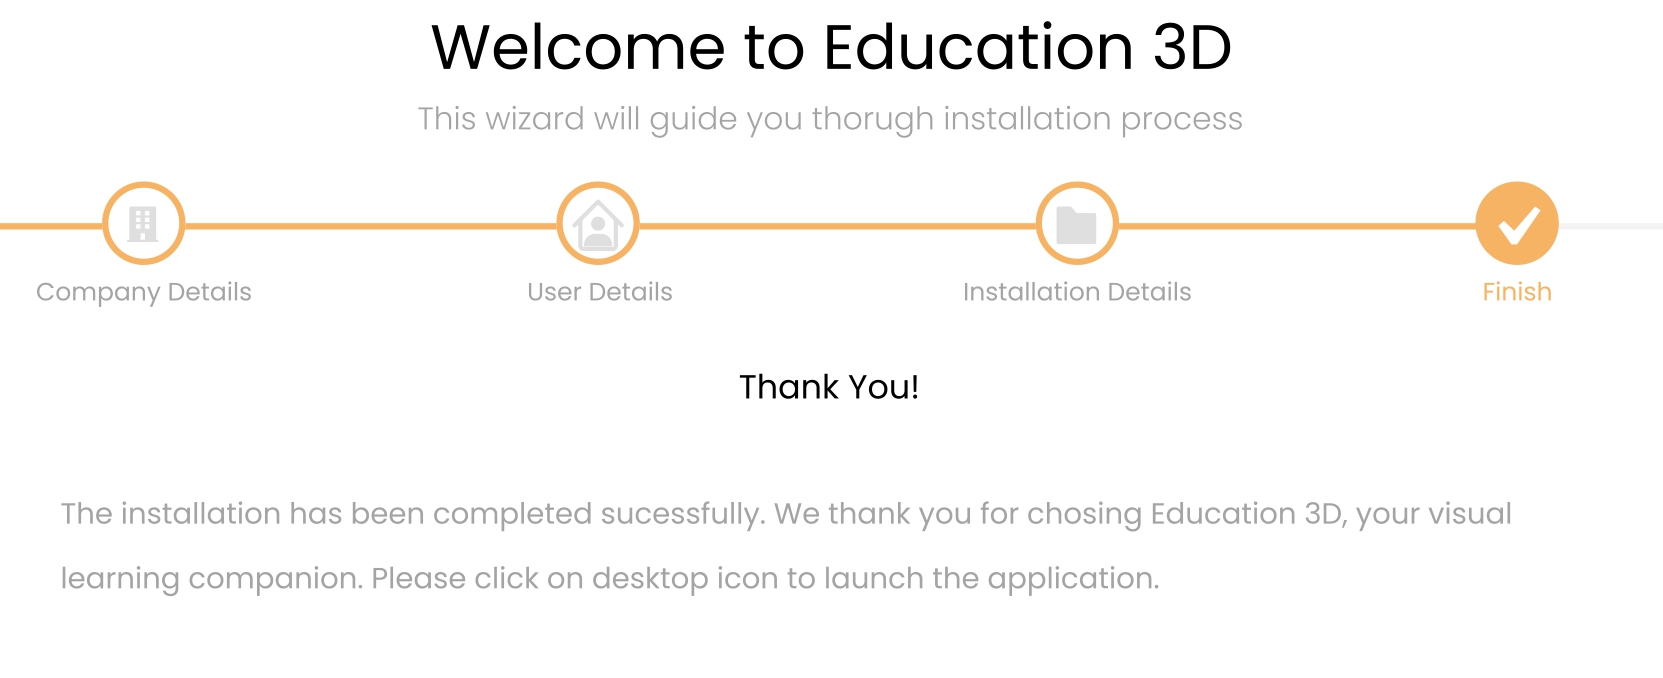 Welcome to Education 3D
This wizard will guide you thorugh installation process
Company Details
User Details
Installation Details
Finish
Thank You!
The installation has been completed sucessfully. We thank you for chosing Education 3D, your visual
learning companion. Please click on desktop icon to launch the application.